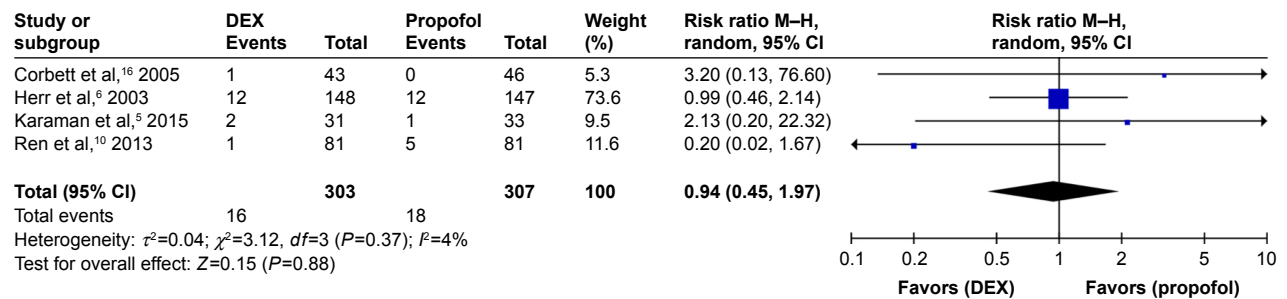 Study or subgroup DEX Events Total Propofol Events Total Weight (%) Risk ratio M–H, random, 95% CI Risk ratio M–H, random, 95% CI
Corbett et al,16 2005 1 43 0 46 5.3 3.20 (0.13, 76.60)
Herr et al,6 2003 12 148 12 147 73.6 0.99 (0.46, 2.14)
Karaman et al,5 2015 2 31 1 33 9.5 2.13 (0.20, 22.32)
Ren et al,10 2013 1 81 5 81 11.6 0.20 (0.02, 1.67)
Total (95% CI) 303 307 100 0.94 (0.45, 1.97)
Total events 16 18
Heterogeneity: τ2=0.04; χ2=3.12, df=3 (P=0.37); I2=4%
Test for overall effect: Z=0.15 (P=0.88)
0.1 0.2 0.5 1 2 5 10
Favors (DEX) Favors (propofol)